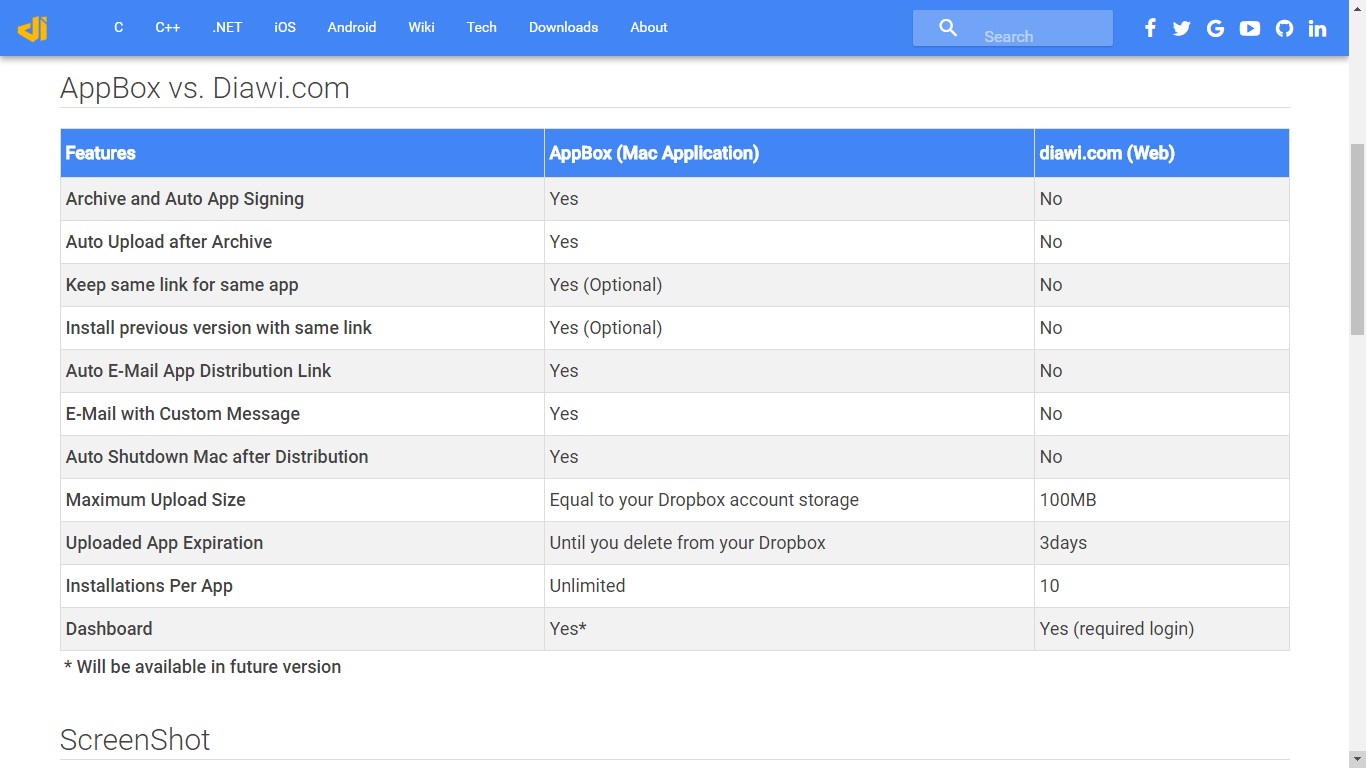 C C++ .NET iOS Android Wiki Tech Downloads About Search
AppBox vs. Diawi.com
Features AppBox (Mac Application) diawi.com (Web)
Archive and Auto App Signing Yes No
Auto Upload after Archive Yes No
Keep same link for same app Yes (Optional) No
Install previous version with same link Yes (Optional) No
Auto E-Mail App Distribution Link Yes No
E-Mail with Custom Message Yes No
Auto Shutdown Mac after Distribution Yes No
Maximum Upload Size Equal to your Dropbox account storage 100MB
Uploaded App Expiration Until you delete from your Dropbox 3days
Installations Per App Unlimited 10
Dashboard Yes* Yes (required login)
* Will be available in future version
ScreenShot